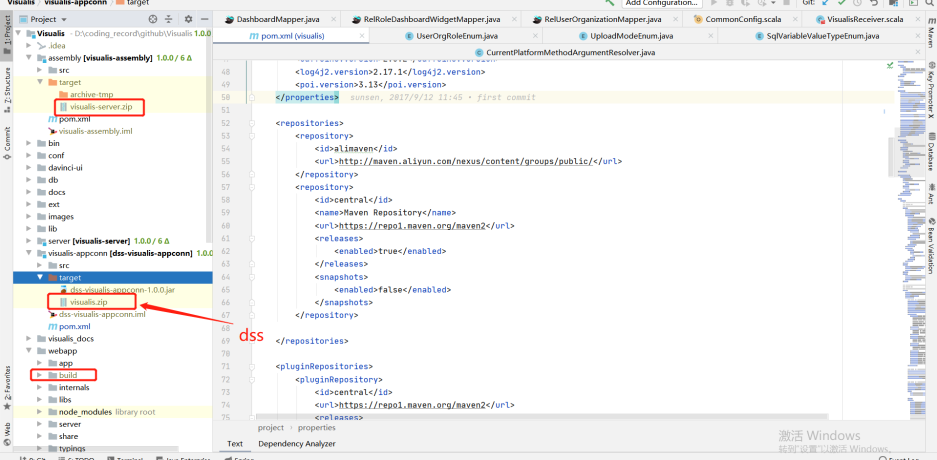 Visualis › visualis-appconn › target
Add Configuration...
Git:
Project
DashboardMapper.java
RelRoleDashboardWidgetMapper.java
RelUserOrganizationMapper.java
CommonConfig.scala
VisualisReceiver.scala
pom.xml (visualis)
UserOrgRoleEnum.java
UploadModeEnum.java
SqlVariableValueTypeEnum.java
CurrentPlatformMethodArgumentResolver.java
1: Project
Z: Structure
Commit
2: Favorites
Web
Visualis D:\coding_record\github\Visualis
.idea
assembly [visualis-assembly] 1.0.0 / 6 Δ
src
target
archive-tmp
visualis-server.zip
pom.xml
visualis-assembly.iml
bin
conf
davinci-ui
db
docs
ext
images
lib
server [visualis-server] 1.0.0 / 6 Δ
visualis-appconn [dss-visualis-appconn] 1.0.0
src
target
dss-visualis-appconn-1.0.0.jar
visualis.zip
dss-visualis-appconn.iml
pom.xml
visualis_docs
webapp
app
build
internals
libs
node_modules library root
server
share
typings
dss
48 <log4j2.version>2.17.1</log4j2.version>
49 <poi.version>3.13</poi.version>
50 </properties> sunsen, 2017/9/12 11:45 • first commit
51
52 <repositories>
53 <repository>
54 <id>alimaven</id>
55 <url>http://maven.aliyun.com/nexus/content/groups/public/</url>
56 </repository>
57 <repository>
58 <id>central</id>
59 <name>Maven Repository</name>
60 <url>https://repo1.maven.org/maven2</url>
61 <releases>
62 <enabled>true</enabled>
63 </releases>
64 <snapshots>
65 <enabled>false</enabled>
66 </snapshots>
67 </repository>
68
69 </repositories>
70
71 <pluginRepositories>
72 <pluginRepository>
73 <id>central</id>
74 <url>https://repo1.maven.org/maven2</url>
75 <releases>
project › properties
Text Dependency Analyzer
Maven
Key Promoter X
Database
Ant
Bean Validation
激活 Windows
转到"设置"以激活 Windows。
9: Git
6: TODO
Terminal
Java Enterprise
Spring
Event Log